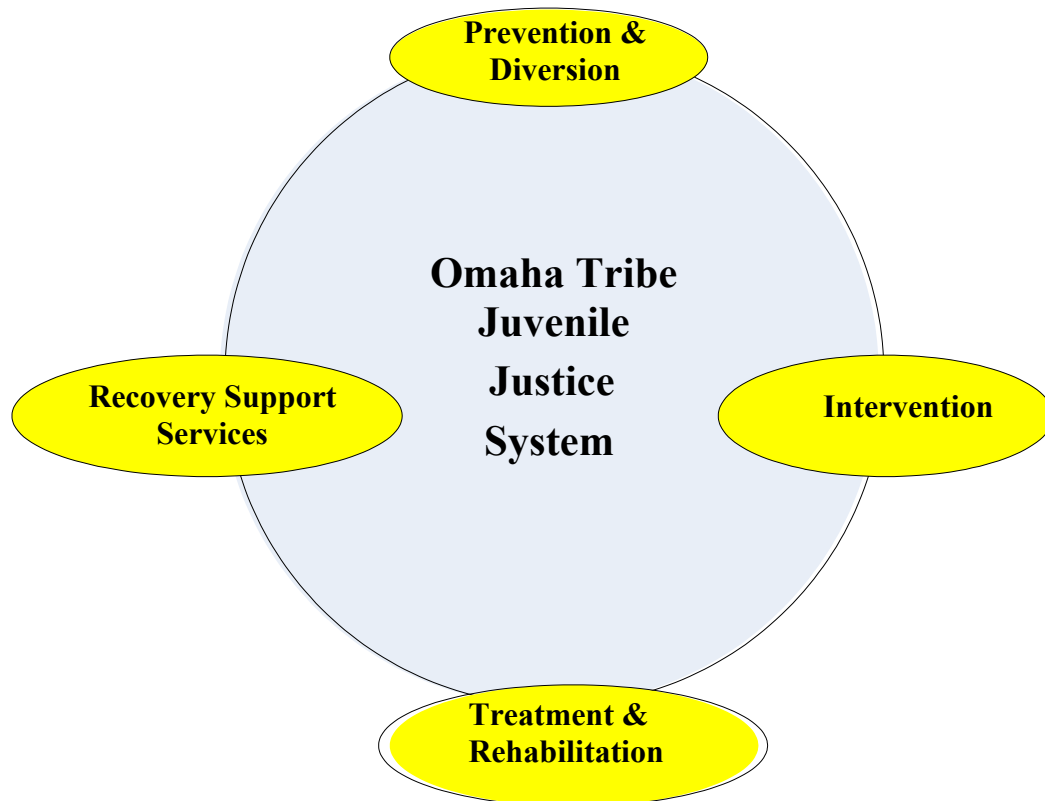 Prevention &
Diversion
Omaha Tribe
Juvenile
Justice
System
Recovery Support
Services
Intervention
Treatment &
Rehabilitation